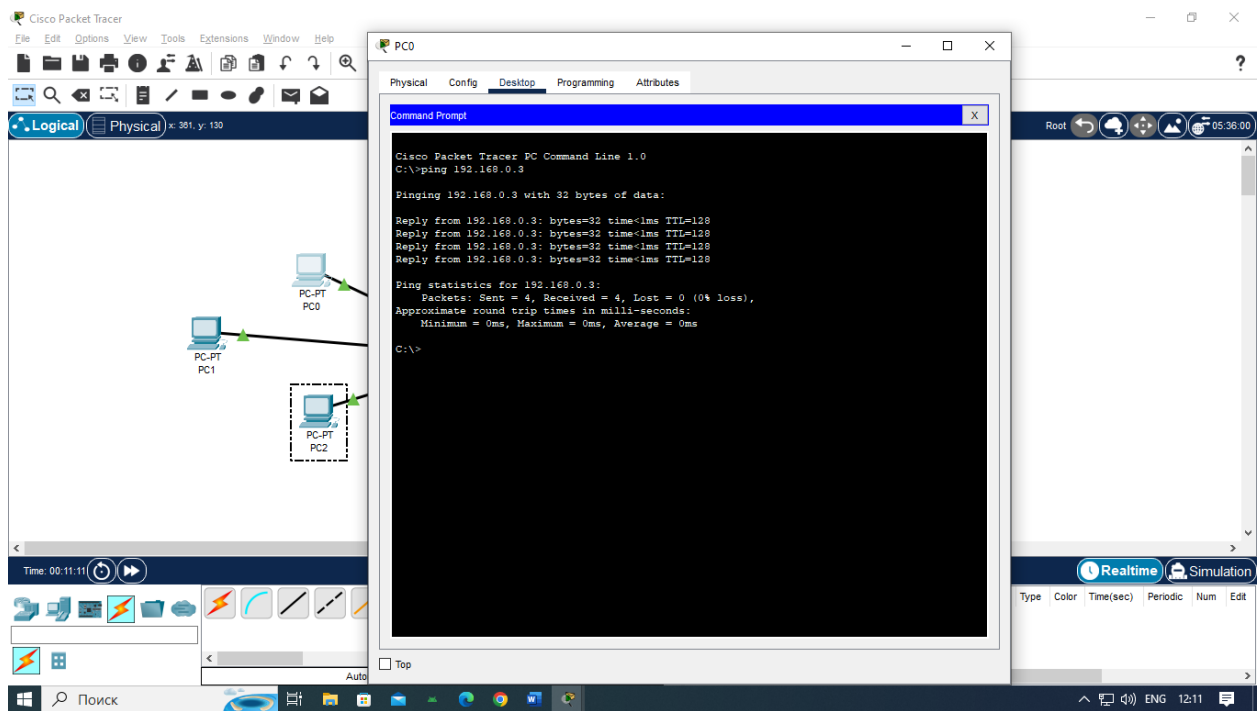 Cisco Packet Tracer
File Edit Options View Tools Extensions Window Help
PC0
Physical Config Desktop Programming Attributes
Command Prompt X
Logical Physical x: 381, y: 130
Root 05:36:00
Cisco Packet Tracer PC Command Line 1.0
C:\>ping 192.168.0.3
Pinging 192.168.0.3 with 32 bytes of data:
Reply from 192.168.0.3: bytes=32 time<1ms TTL=128
Reply from 192.168.0.3: bytes=32 time<1ms TTL=128
Reply from 192.168.0.3: bytes=32 time<1ms TTL=128
Reply from 192.168.0.3: bytes=32 time<1ms TTL=128
Ping statistics for 192.168.0.3:
Packets: Sent = 4, Received = 4, Lost = 0 (0% loss),
Approximate round trip times in milli-seconds:
Minimum = 0ms, Maximum = 0ms, Average = 0ms
C:\>
PC-PT
PC0
PC-PT
PC1
PC-PT
PC2
Time: 00:11:11
Realtime Simulation
Type Color Time(sec) Periodic Num Edit
Auto
Top
Поиск
ENG 12:11